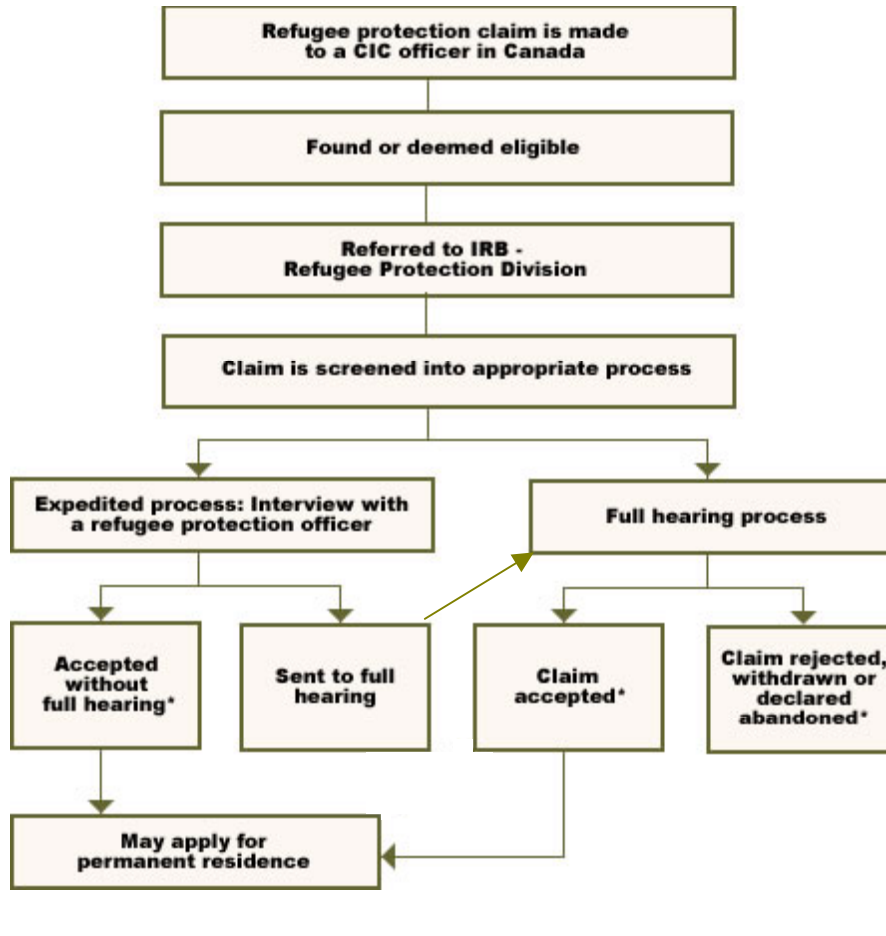 Refugee protection claim is made
to a CIC officer in Canada
Found or deemed eligible
Referred to IRB -
Refugee Protection Division
Claim is screened into appropriate process
Expedited process: Interview with
a refugee protection officer
Full hearing process
Accepted
without
full hearing*
Sent to full
hearing
Claim
accepted*
Claim rejected,
withdrawn or
declared
abandoned*
May apply for
permanent residence